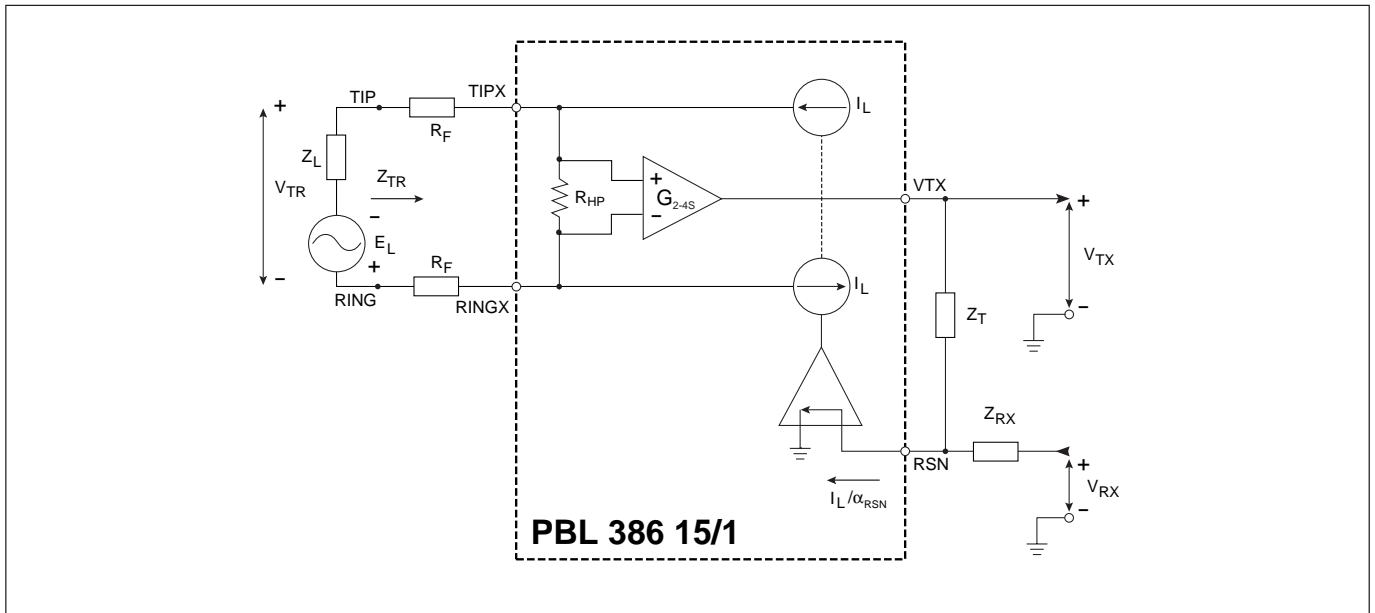 TIP
TIPX
+
R_F
I_L
Z_L
Z_TR
V_TR
−
E_L
+
−
R_F
RING
RINGX
R_HP
+
G_2-4S
−
I_L
VTX
+
V_TX
−
Z_T
Z_RX
RSN
+
V_RX
−
I_L/α_RSN
PBL 386 15/1